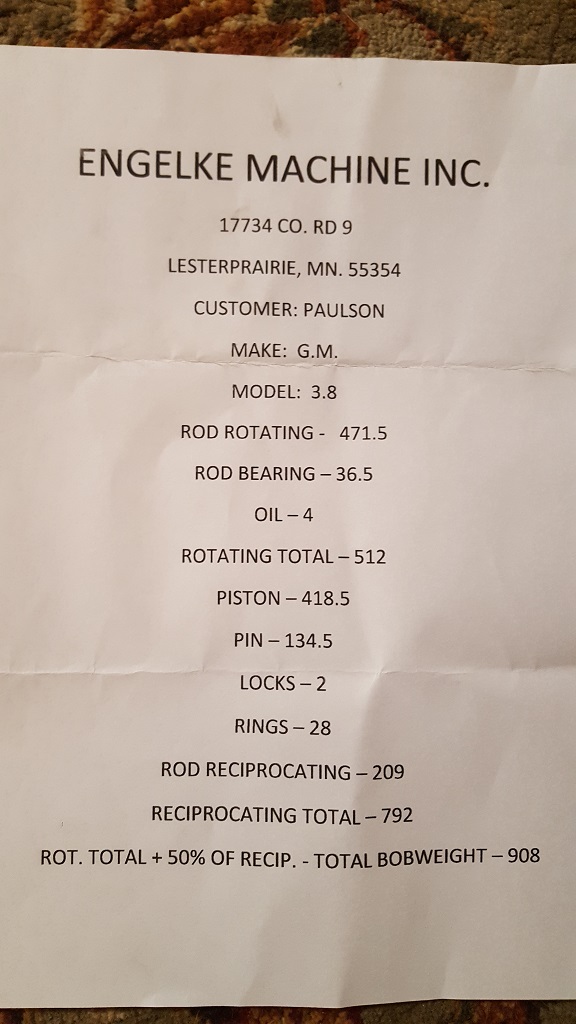 ENGELKE MACHINE INC.
17734 CO. RD 9
LESTERPRAIRIE, MN. 55354
CUSTOMER: PAULSON
MAKE:  G.M.
MODEL:  3.8
ROD ROTATING -   471.5
ROD BEARING – 36.5
OIL – 4
ROTATING TOTAL – 512
PISTON – 418.5
PIN – 134.5
LOCKS – 2
RINGS – 28
ROD RECIPROCATING – 209
RECIPROCATING TOTAL – 792
ROT. TOTAL + 50% OF RECIP. - TOTAL BOBWEIGHT – 908